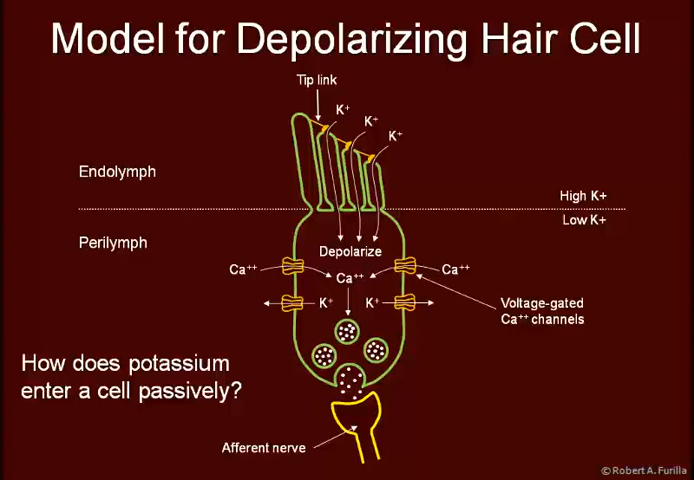 Model for Depolarizing Hair Cell
Tip link
K⁺
K⁺
K⁺
Endolymph
High K+
Low K+
Perilymph
Depolarize
Ca⁺⁺
Ca⁺⁺
Ca⁺⁺
K⁺
K⁺
Voltage-gated
Ca⁺⁺ channels
How does potassium
enter a cell passively?
Afferent nerve
© Robert A. Furilla